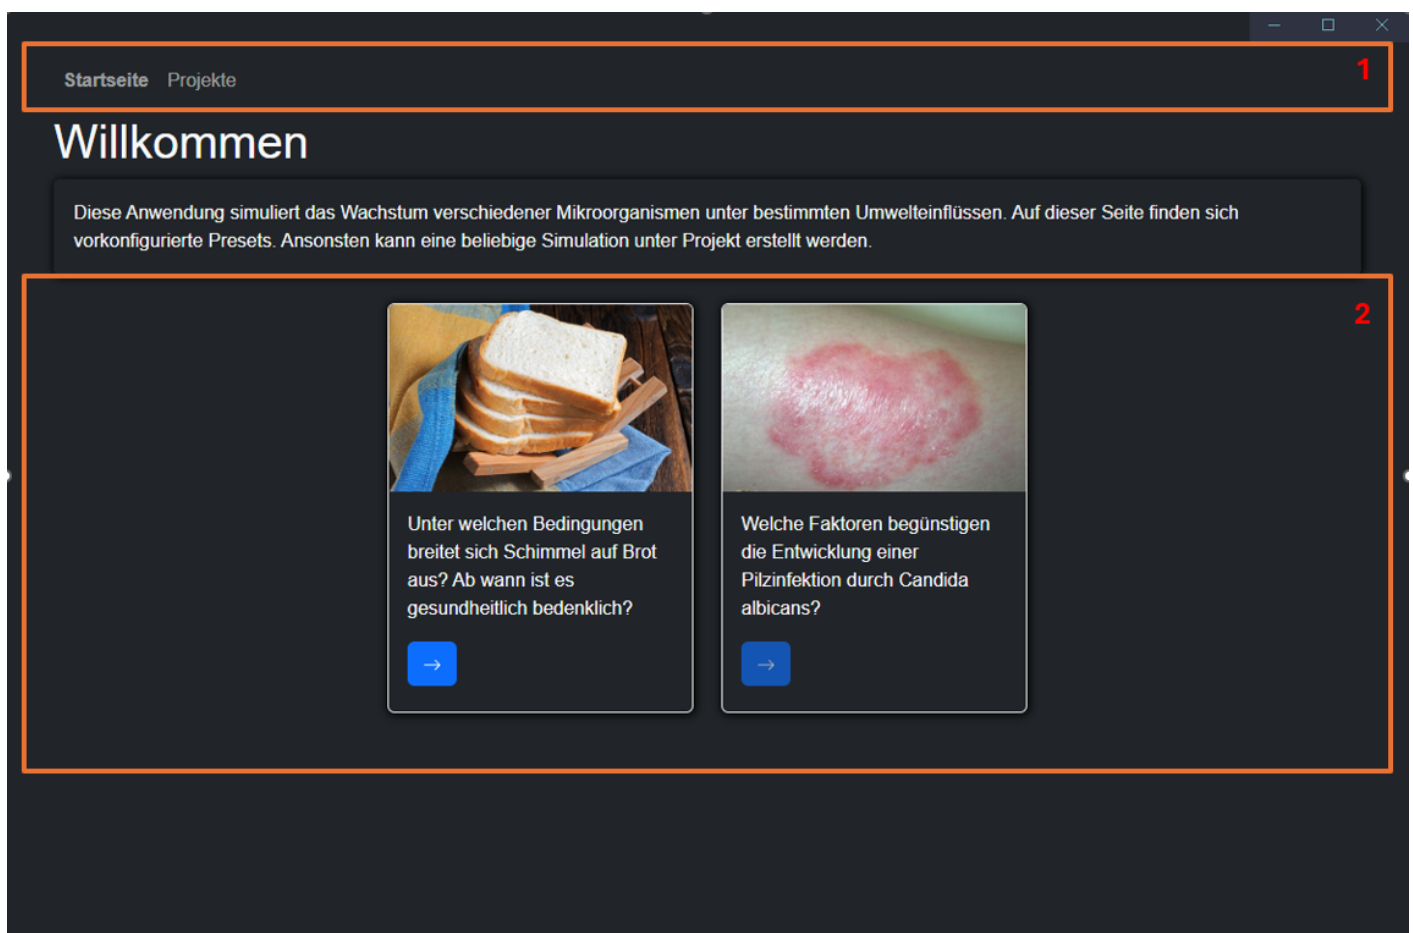 Startseite Projekte
1
Willkommen
Diese Anwendung simuliert das Wachstum verschiedener Mikroorganismen unter bestimmten Umwelteinflüssen. Auf dieser Seite finden sich
vorkonfigurierte Presets. Ansonsten kann eine beliebige Simulation unter Projekt erstellt werden.
2
Unter welchen Bedingungen
breitet sich Schimmel auf Brot
aus? Ab wann ist es
gesundheitlich bedenklich?
Welche Faktoren begünstigen
die Entwicklung einer
Pilzinfektion durch Candida
albicans?